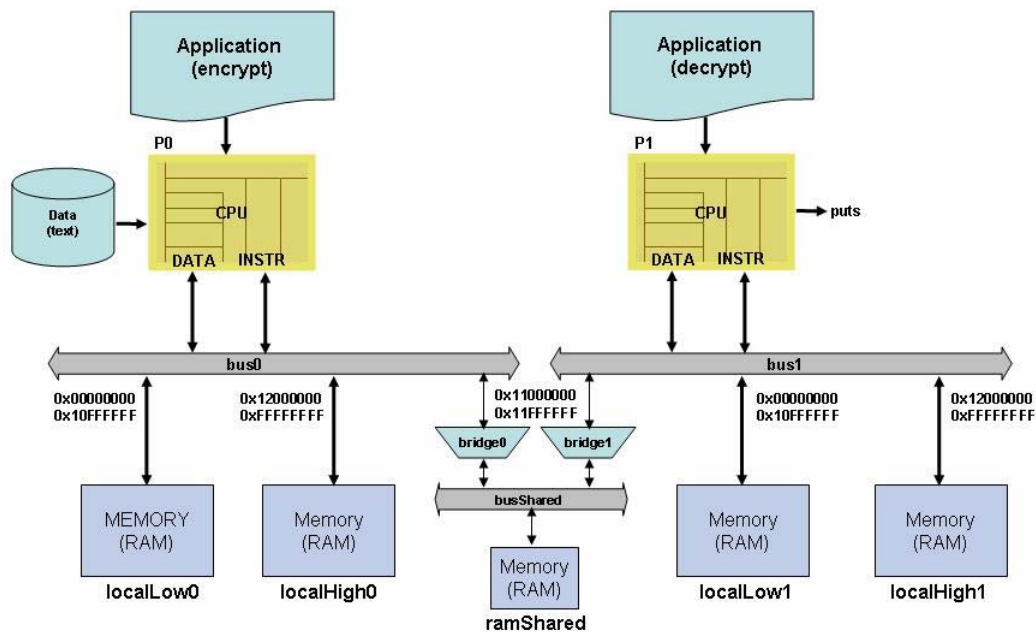 Application
(encrypt)
Application
(decrypt)
P0
P1
Data
(text)
CPU
DATA INSTR
CPU
DATA INSTR
puts
bus0
bus1
0x00000000
0x10FFFFFF
0x12000000
0xFFFFFFFF
0x11000000
0x11FFFFFF
0x00000000
0x10FFFFFF
0x12000000
0xFFFFFFFF
bridge0
bridge1
busShared
MEMORY
(RAM)
localLow0
Memory
(RAM)
localHigh0
Memory
(RAM)
ramShared
Memory
(RAM)
localLow1
Memory
(RAM)
localHigh1